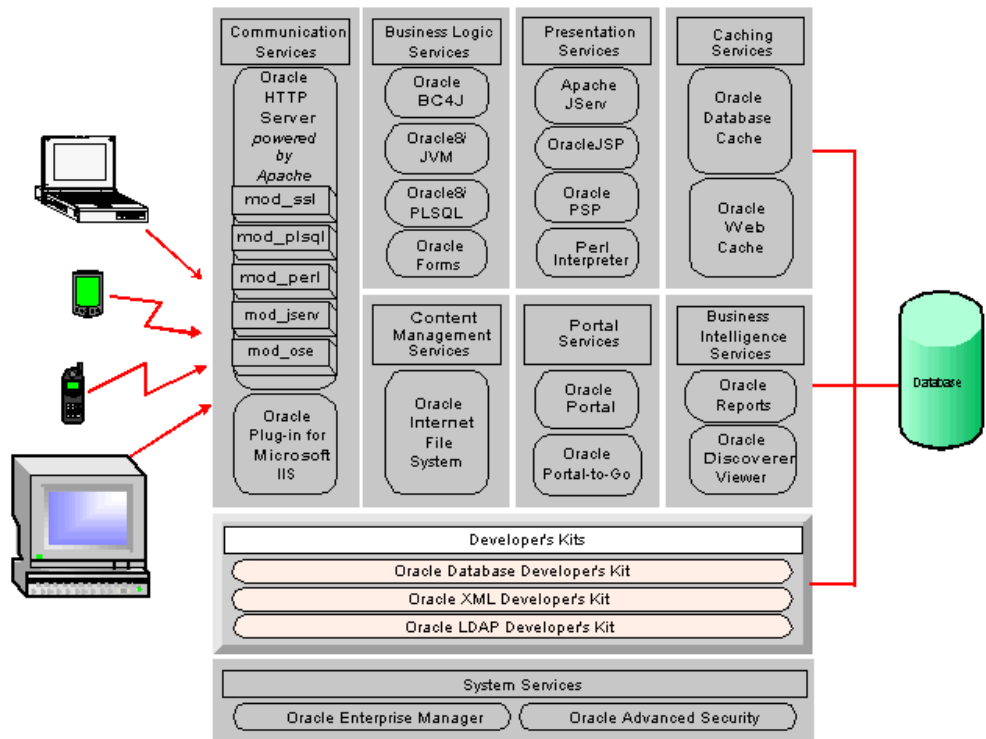 Communication
Services
Oracle
HTTP
Server
powered
by
Apache
mod_ssl
mod_plsql
mod_perl
mod_jserv
mod_ose
Oracle
Plug-in for
Microsoft
IIS
Business Logic
Services
Oracle
BC4J
Oracle8i
JVM
Oracle8i
PLSQL
Oracle
Forms
Presentation
Services
Apache
JServ
OracleJSP
Oracle
PSP
Perl
Interpreter
Caching
Services
Oracle
Database
Cache
Oracle
Web
Cache
Content
Management
Services
Oracle
Internet
File
System
Portal
Services
Oracle
Portal
Oracle
Portal-to-Go
Business
Intelligence
Services
Oracle
Reports
Oracle
Discoverer
Viewer
Database
Developer's Kits
Oracle Database Developer's Kit
Oracle XML Developer's Kit
Oracle LDAP Developer's Kit
System Services
Oracle Enterprise Manager
Oracle Advanced Security